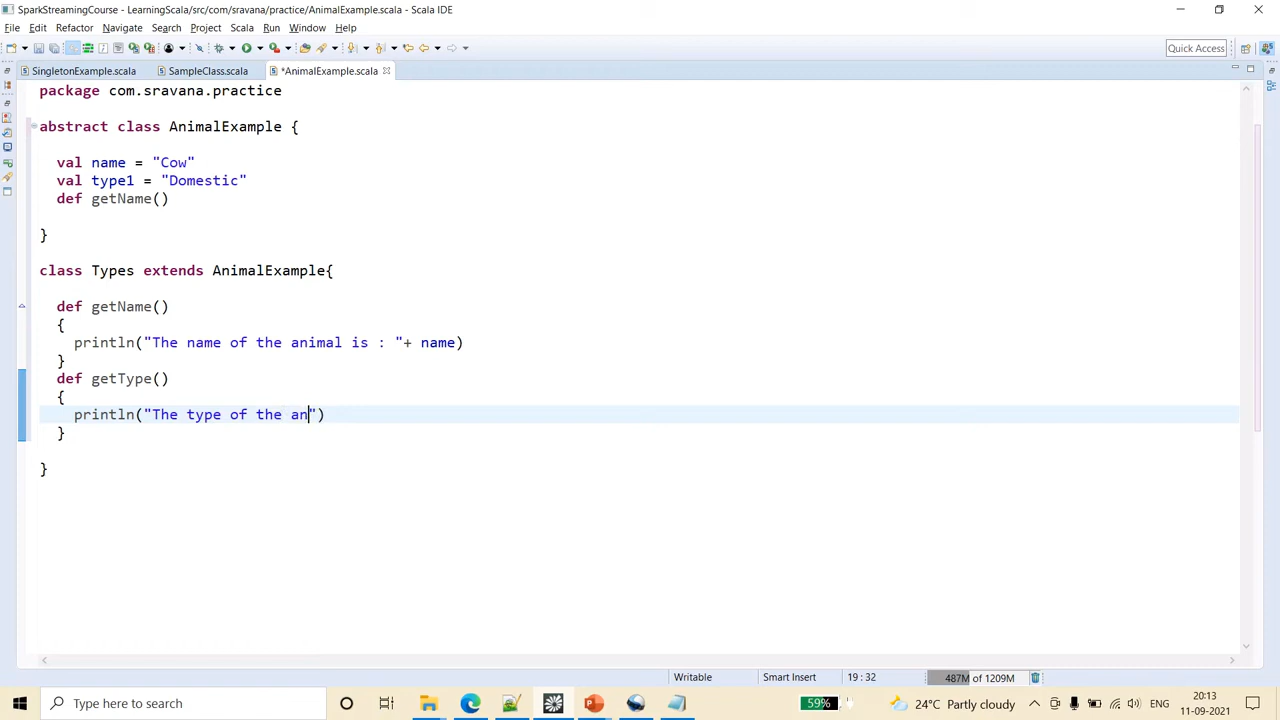 SparkStreamingCourse - LearningScala/src/com/sravana/practice/AnimalExample.scala - Scala IDE
File Edit Refactor Navigate Search Project Scala Run Window Help
Quick Access
SingletonExample.scala SampleClass.scala *AnimalExample.scala
package com.sravana.practice
abstract class AnimalExample {
val name = "Cow"
val type1 = "Domestic"
def getName()
}
class Types extends AnimalExample{
def getName()
{
println("The name of the animal is : "+ name)
}
def getType()
{
println("The type of the an")
}
}
Writable Smart Insert 19 : 32 487M of 1209M
Type here to search 59% 24°C Partly cloudy ENG 20:13
11-09-2021